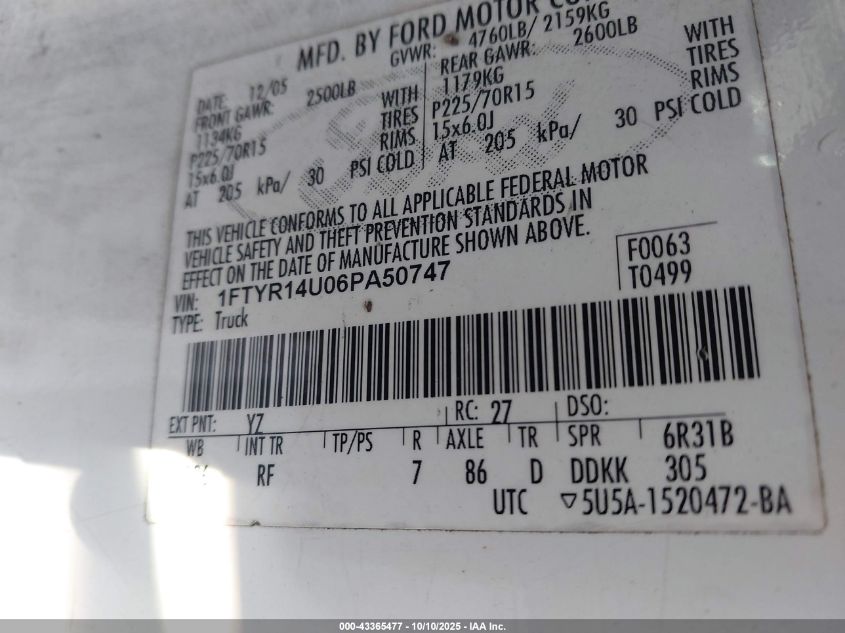 MFD. BY FORD MOTOR CO
GVWR: 4760LB/ 2159KG
DATE: 12/05
FRONT GAWR: 2500LB
1134KG WITH
P225/70R15 TIRES
15x6.0J RIMS
AT 205 kPa/ 30 PSI COLD
REAR GAWR: 2600LB
1179KG WITH
P225/70R15 TIRES
15x6.0J RIMS
AT 205 kPa/ 30 PSI COLD
THIS VEHICLE CONFORMS TO ALL APPLICABLE FEDERAL MOTOR
VEHICLE SAFETY AND THEFT PREVENTION STANDARDS IN
EFFECT ON THE DATE OF MANUFACTURE SHOWN ABOVE.
F0063
T0499
VIN: 1FTYR14U06PA50747
TYPE: Truck
EXT PNT: YZ RC: 27 DSO:
WB INT TR TP/PS R AXLE TR SPR 6R31B
RF 7 86 D DDKK 305
UTC ▽5U5A-1520472-BA
000-43365477 - 10/10/2025 - IAA Inc.